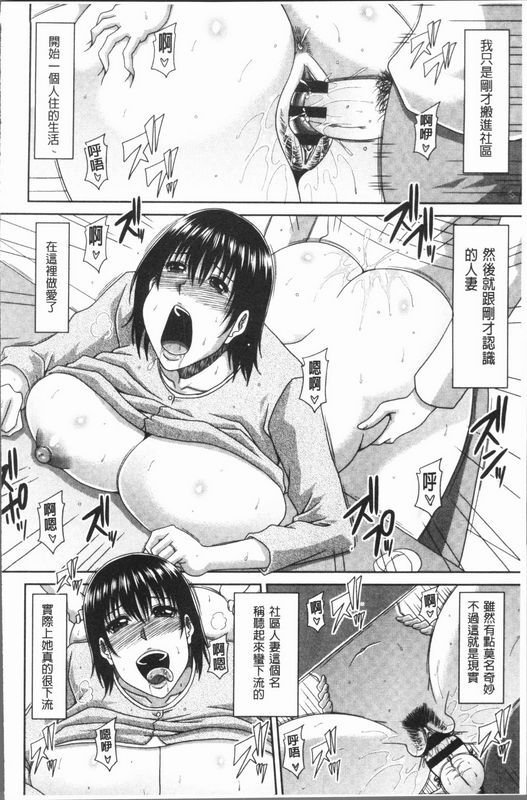 我只是剛才搬進社區
開始一個人住的生活、
啊♡
啊咿♡
呼唔♡
然後就跟剛才認識
的人妻
在這裡做愛了
啊♡
嗯啊♡
呼♡
啊嗯♡
雖然有點莫名奇妙
不過這就是現實
社區人妻這個名
稱聽起來蠻下流的
實際上她真的很下流
啊♡
啊♡
呼唔♡
啊嗯♡
嗯咿♡